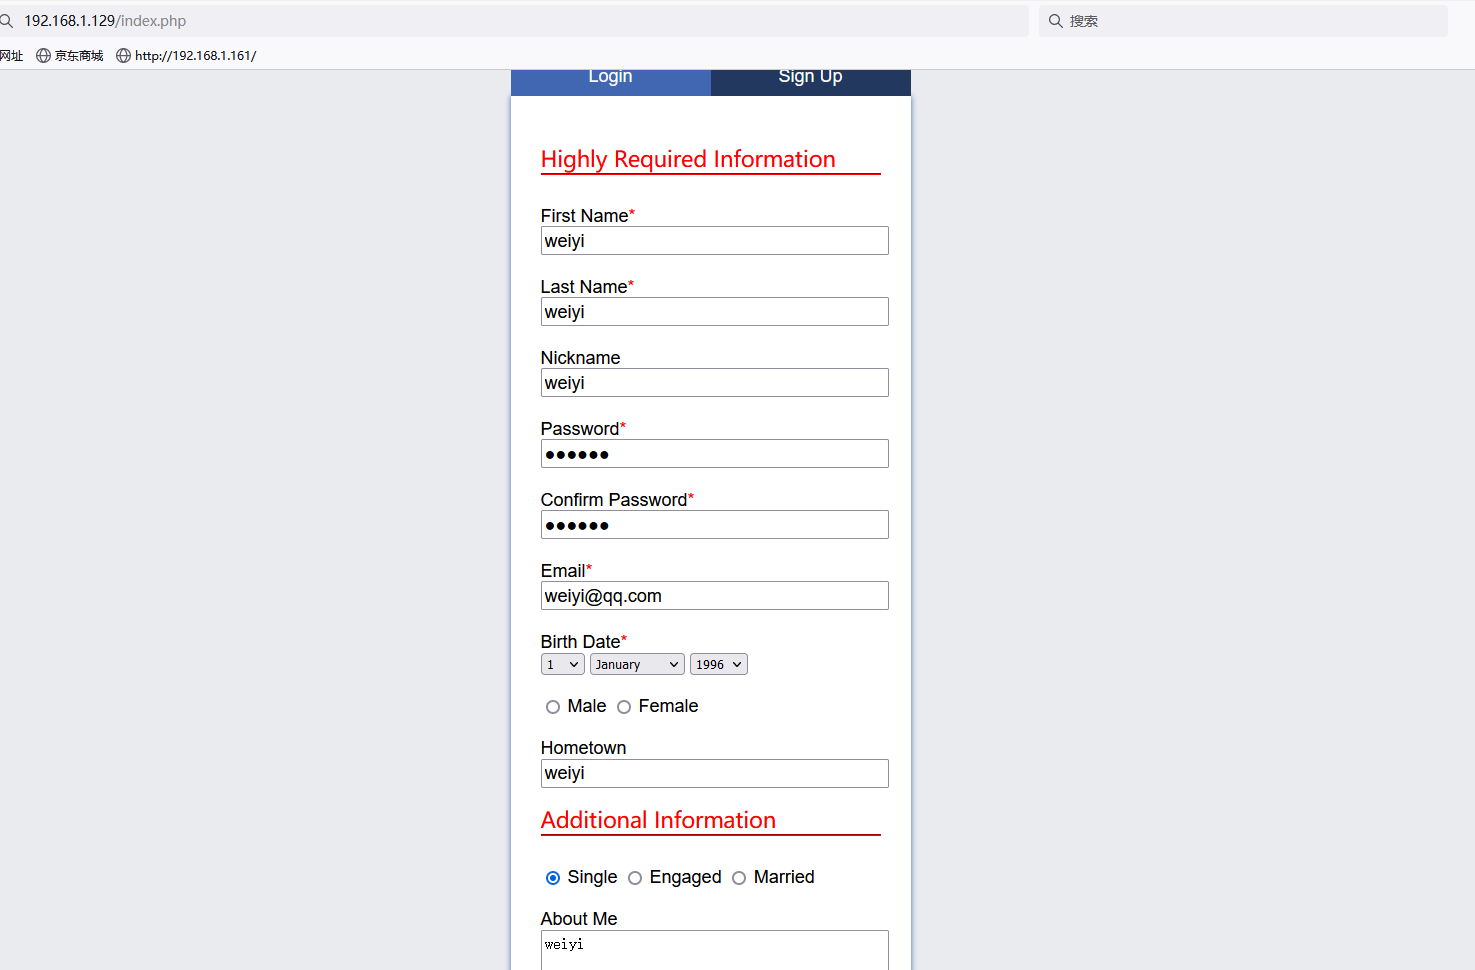 192.168.1.129/index.php
搜索
网址 京东商城 http://192.168.1.161/
Login Sign Up
Highly Required Information
First Name*
weiyi
Last Name*
weiyi
Nickname
weiyi
Password*
●●●●●●
Confirm Password*
●●●●●●
Email*
weiyi@qq.com
Birth Date*
1 January 1996
Male Female
Hometown
weiyi
Additional Information
Single Engaged Married
About Me
weiyi